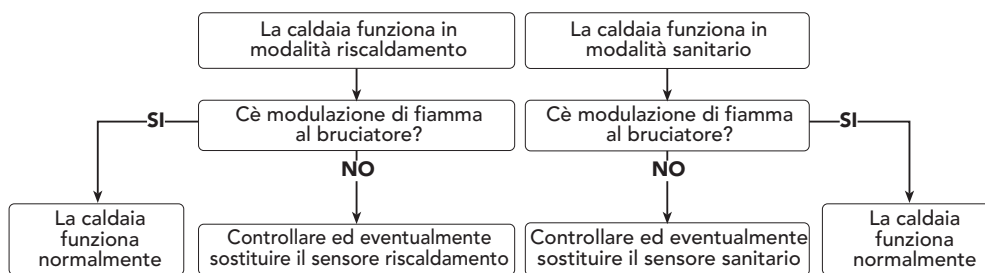 La caldaia funziona in
modalità riscaldamento
La caldaia funziona in
modalità sanitario
Cè modulazione di fiamma
al bruciatore?
Cè modulazione di fiamma
al bruciatore?
SI
SI
NO
NO
La caldaia
funziona
normalmente
Controllare ed eventualmente
sostituire il sensore riscaldamento
Controllare ed eventualmente
sostituire il sensore sanitario
La caldaia
funziona
normalmente